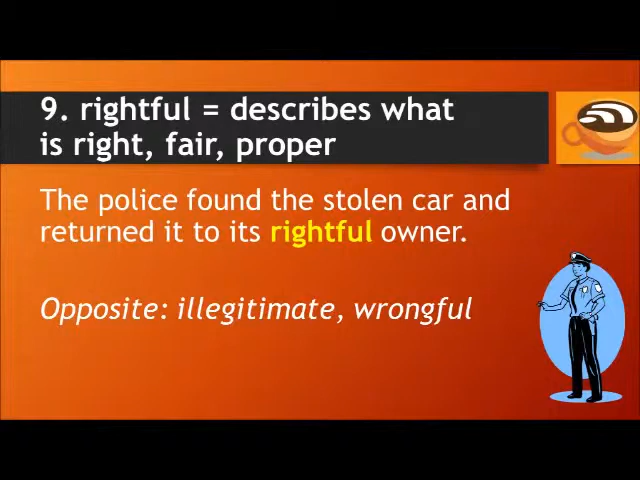 9. rightful = describes what
is right, fair, proper
The police found the stolen car and
returned it to its rightful owner.
Opposite: illegitimate, wrongful